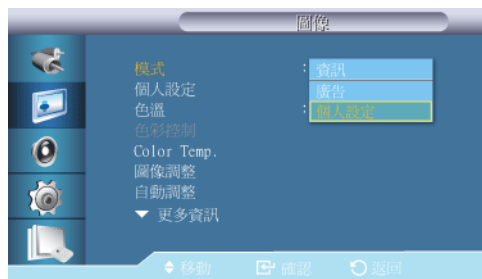 圖像
模式 : 資訊
個人設定 廣告
色溫 : 個人設定
色彩控制
Color Temp.
圖像調整
自動調整
▼ 更多資訊
移動 確認 返回